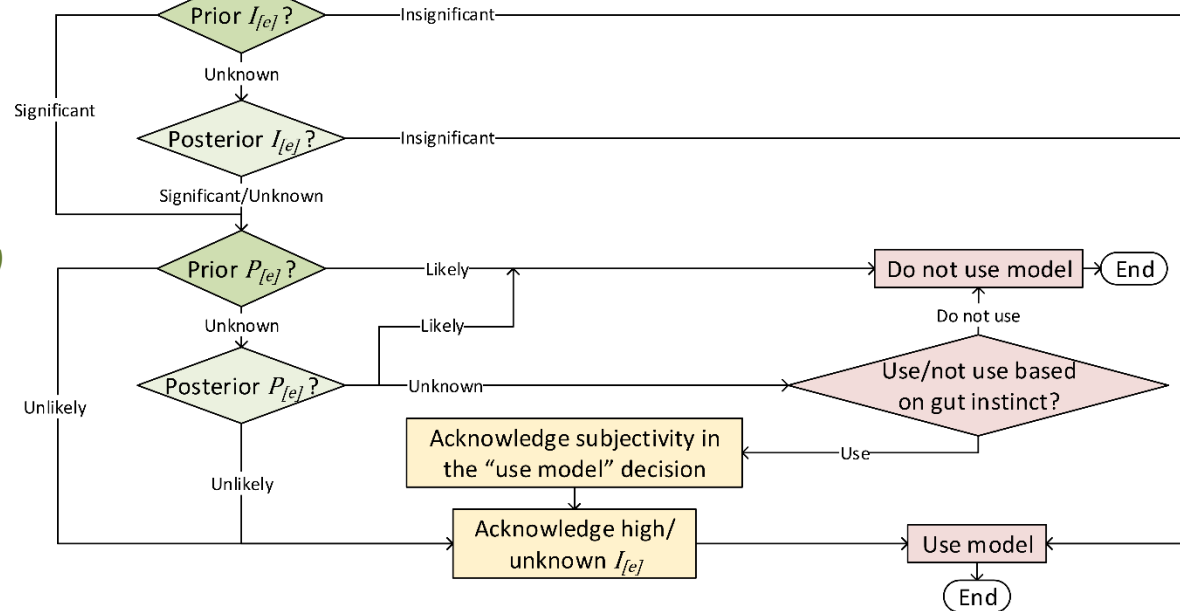 Prior I[e]?
Insignificant
Unknown
Significant
Posterior I[e]?
Insignificant
Significant/Unknown
Prior P[e]?
Likely
Do not use model
End
Unknown
Likely
Do not use
Posterior P[e]?
Unknown
Use/not use based
on gut instinct?
Unlikely
Acknowledge subjectivity in
the “use model” decision
Use
Unlikely
Acknowledge high/
unknown I[e]
Use model
End